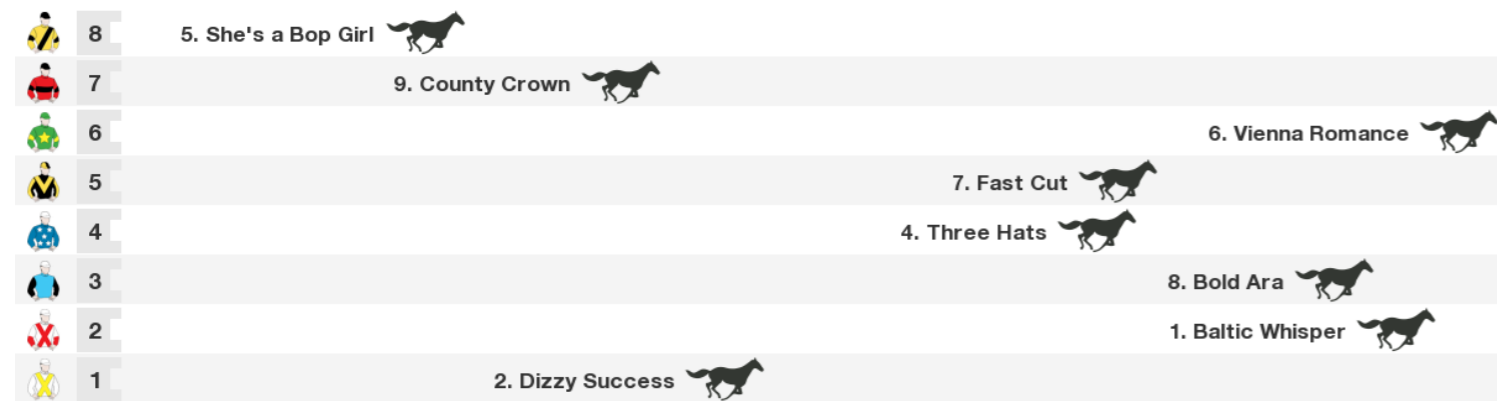 8 5. She's a Bop Girl
7 9. County Crown
6 6. Vienna Romance
5 7. Fast Cut
4 4. Three Hats
3 8. Bold Ara
2 1. Baltic Whisper
1 2. Dizzy Success